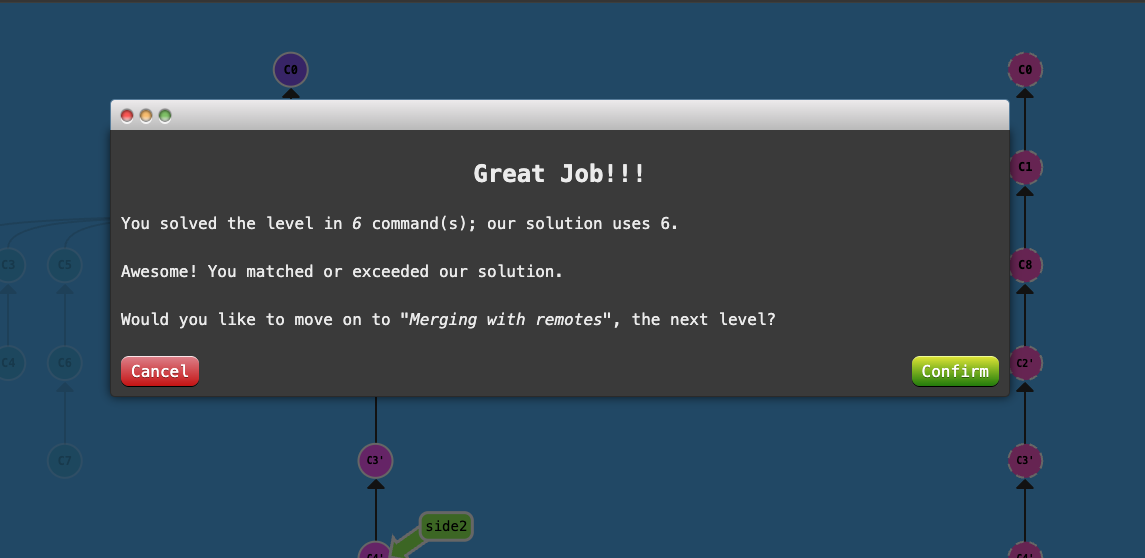 C0
C0
Great Job!!!
C1
You solved the level in 6 command(s); our solution uses 6.
C3
C5
C8
Awesome! You matched or exceeded our solution.
Would you like to move on to "Merging with remotes", the next level?
C4
C6
C2'
Cancel
Confirm
C7
C3'
C3'
side2
C4'
C4'